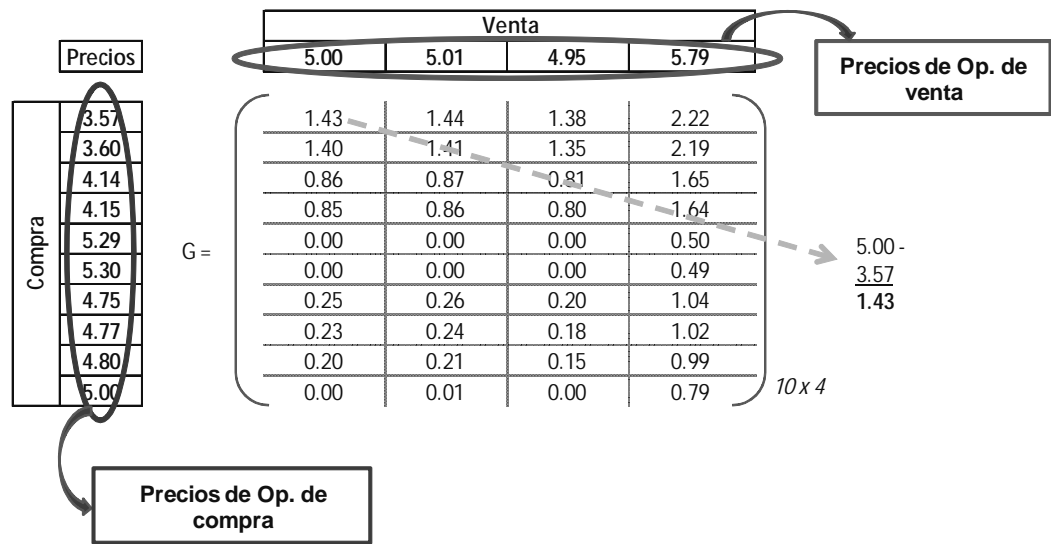 Venta
Precios 5.00 5.01 4.95 5.79
Precios de Op. de
venta
Compra
3.57 1.43 1.44 1.38 2.22
3.60 1.40 1.41 1.35 2.19
4.14 0.86 0.87 0.81 1.65
4.15 0.85 0.86 0.80 1.64
5.29 0.00 0.00 0.00 0.50
G =
5.30 0.00 0.00 0.00 0.49
4.75 0.25 0.26 0.20 1.04
4.77 0.23 0.24 0.18 1.02
4.80 0.20 0.21 0.15 0.99
5.00 0.00 0.01 0.00 0.79
10 x 4
5.00 -
3.57
1.43
Precios de Op. de
compra